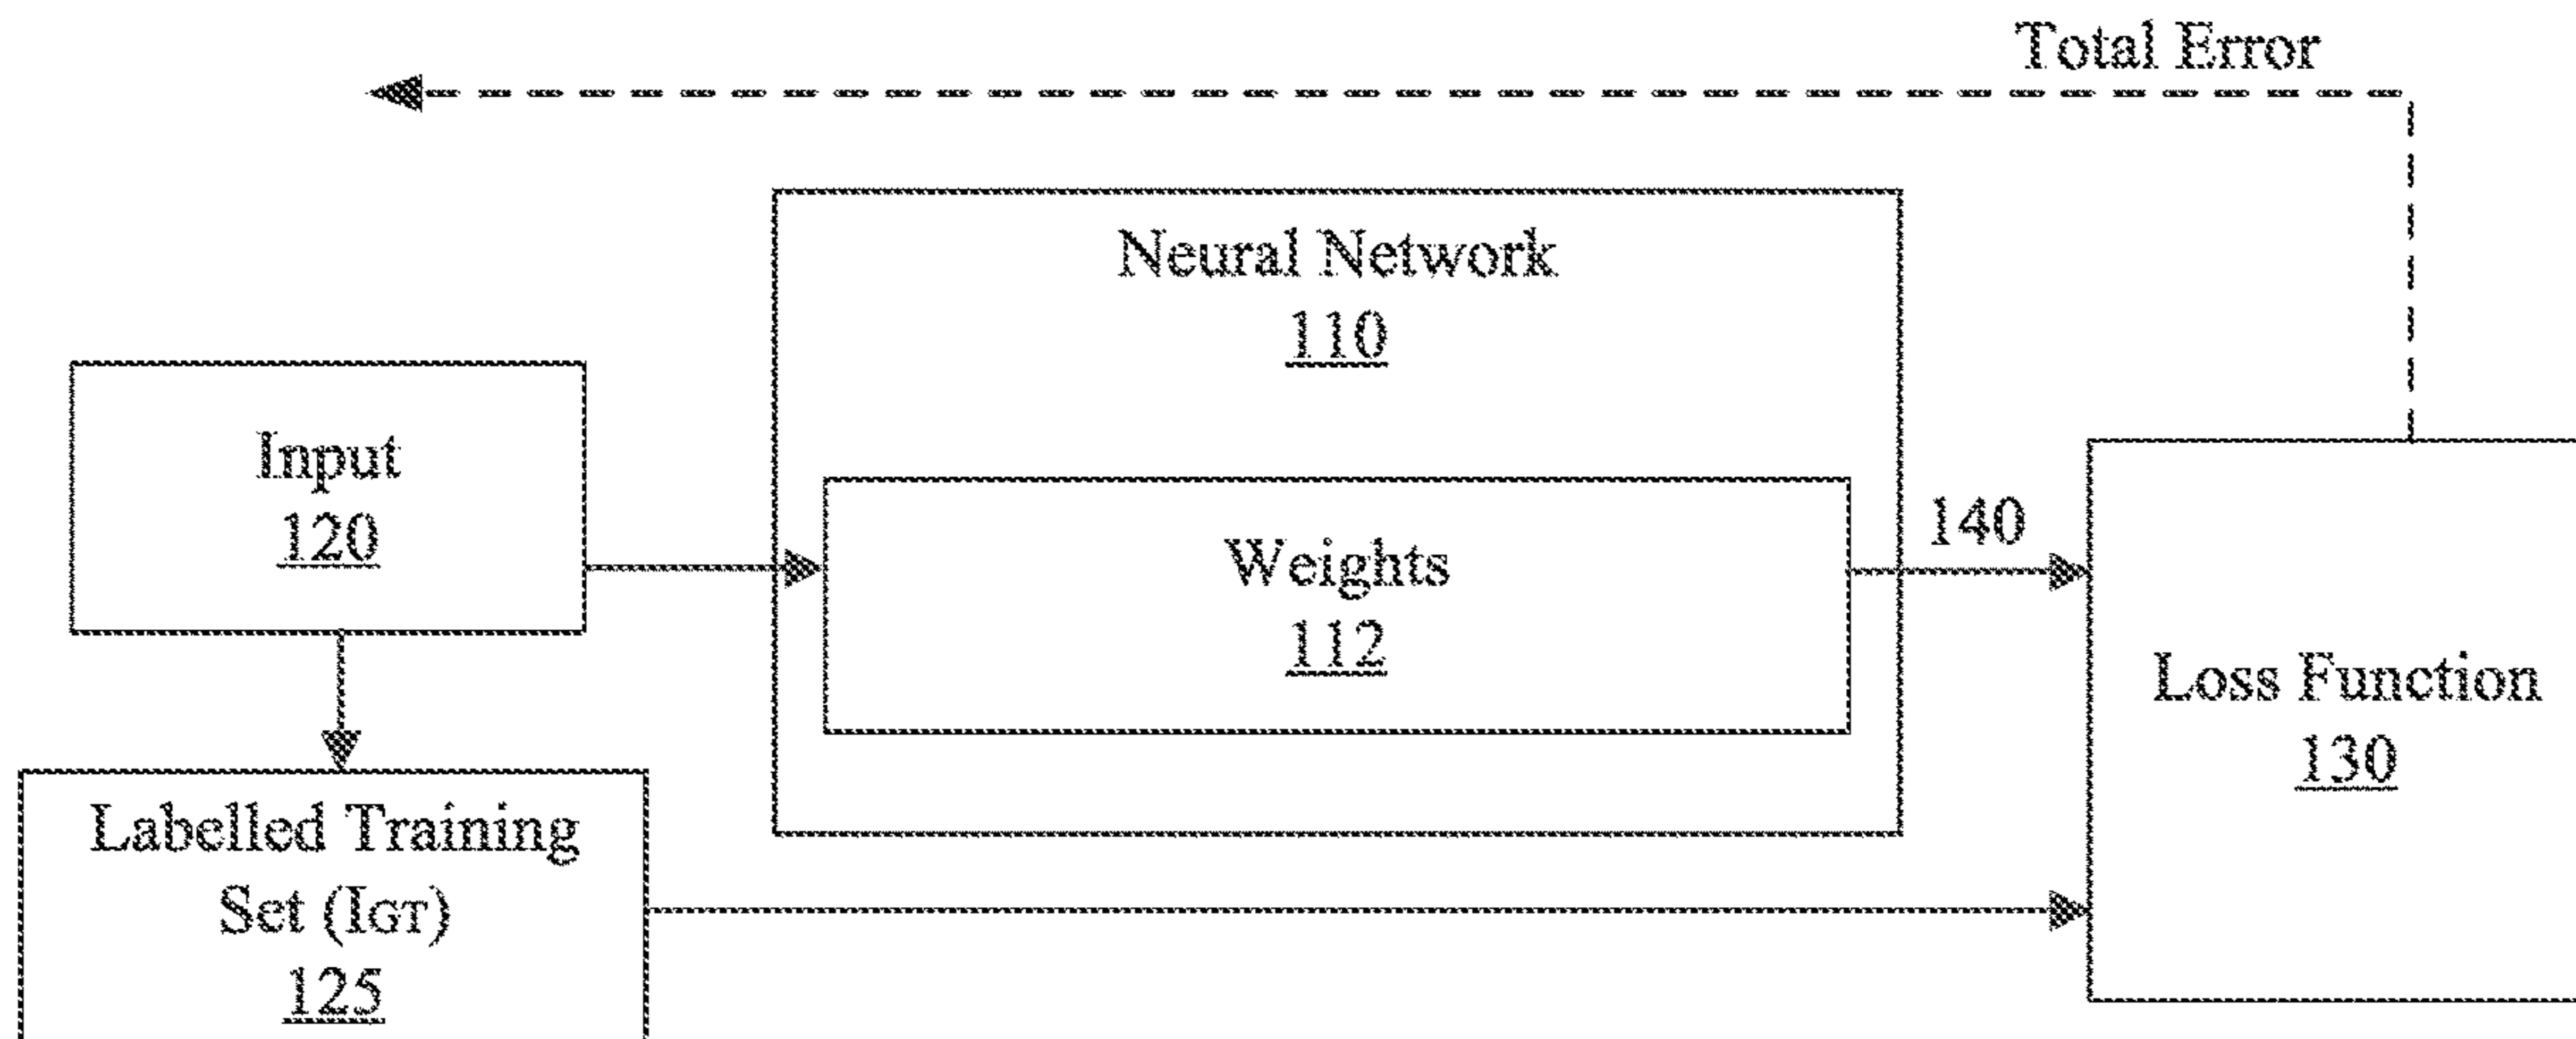 Total Error
Neural Network
110
Input
120
Weights
112
140
Loss Function
130
Labelled Training
Set (IGT)
125